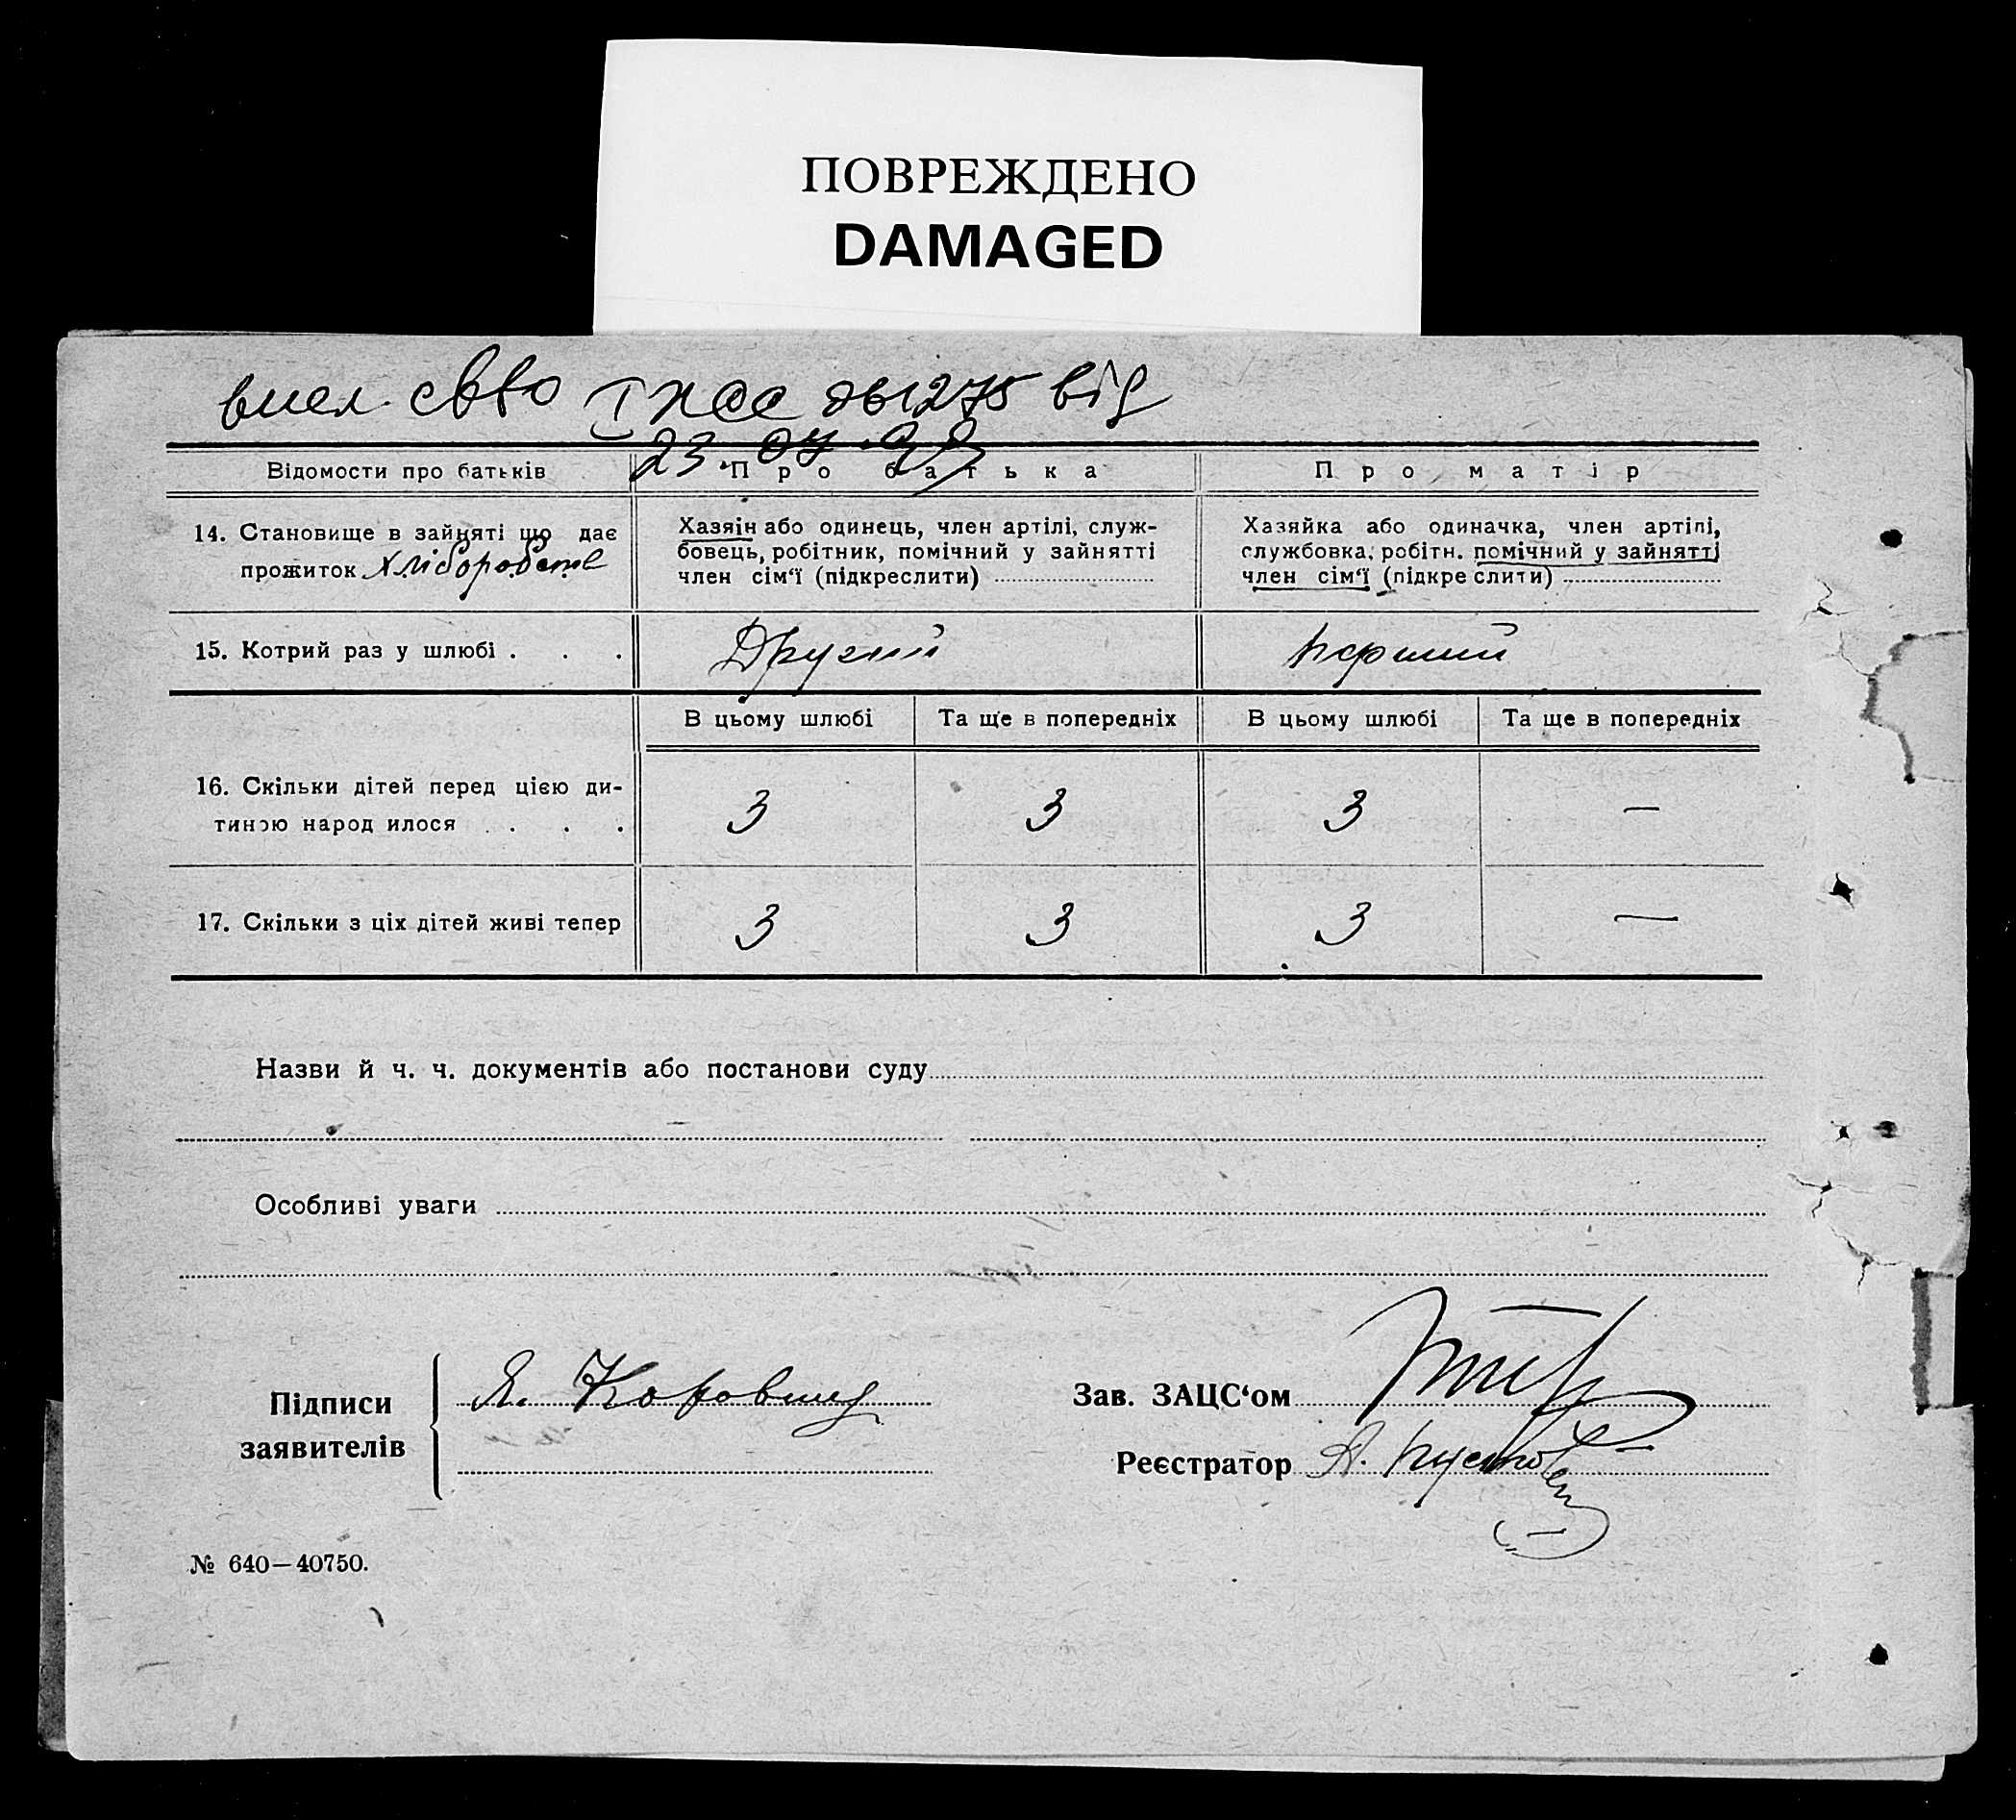 ПОВРЕЖДЕНО
DAMAGED
від
23.
Відомости про батьків
Про батька
Про матір
14. Становище в зайняті що дає
прожиток Хліборобств
Хазяїн або одинець, член артілі, служ-
бовець, робітник, помічний у зайнятті
член сім‘ї (підкреслити)
Хазяйка або одиначка, член артілі,
службовка, робітн. помічний у зайнятті
член сім‘ї (підкреслити)
15. Котрий раз у шлюбі . . .
Другий
перший
В цьому шлюбі
Та ще в попередніх
В цьому шлюбі
Та ще в попередніх
16. Скільки дітей перед цією ди-
тиною народилося . . .
3
3
3
—
17. Скільки з ціх дітей живі тепер
3
3
3
—
Назви й ч. ч. документів або постанови суду
Особливі уваги
Підписи
заявителів
Зав. ЗАЦС‘ом
Реєстратор А.
№ 640—40750.